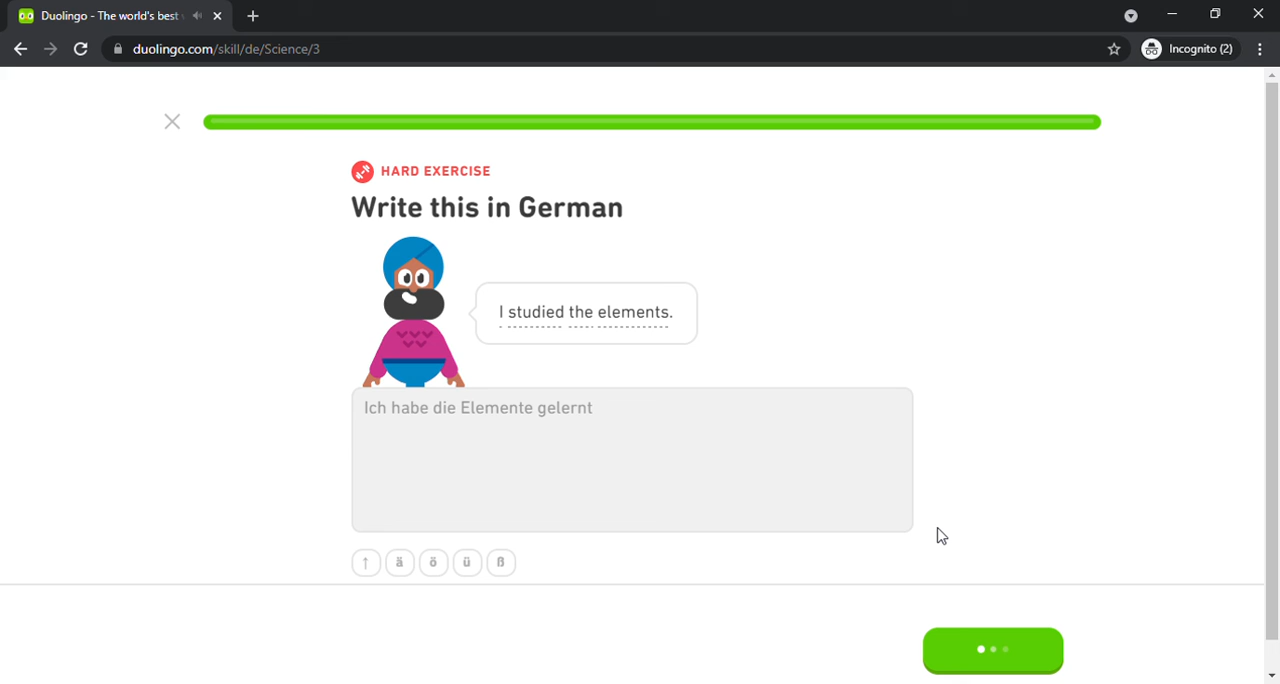 Duolingo - The world's best
duolingo.com/skill/de/Science/3
Incognito (2)
HARD EXERCISE
Write this in German
I studied the elements.
Ich habe die Elemente gelernt
↑ ä ö ü ß